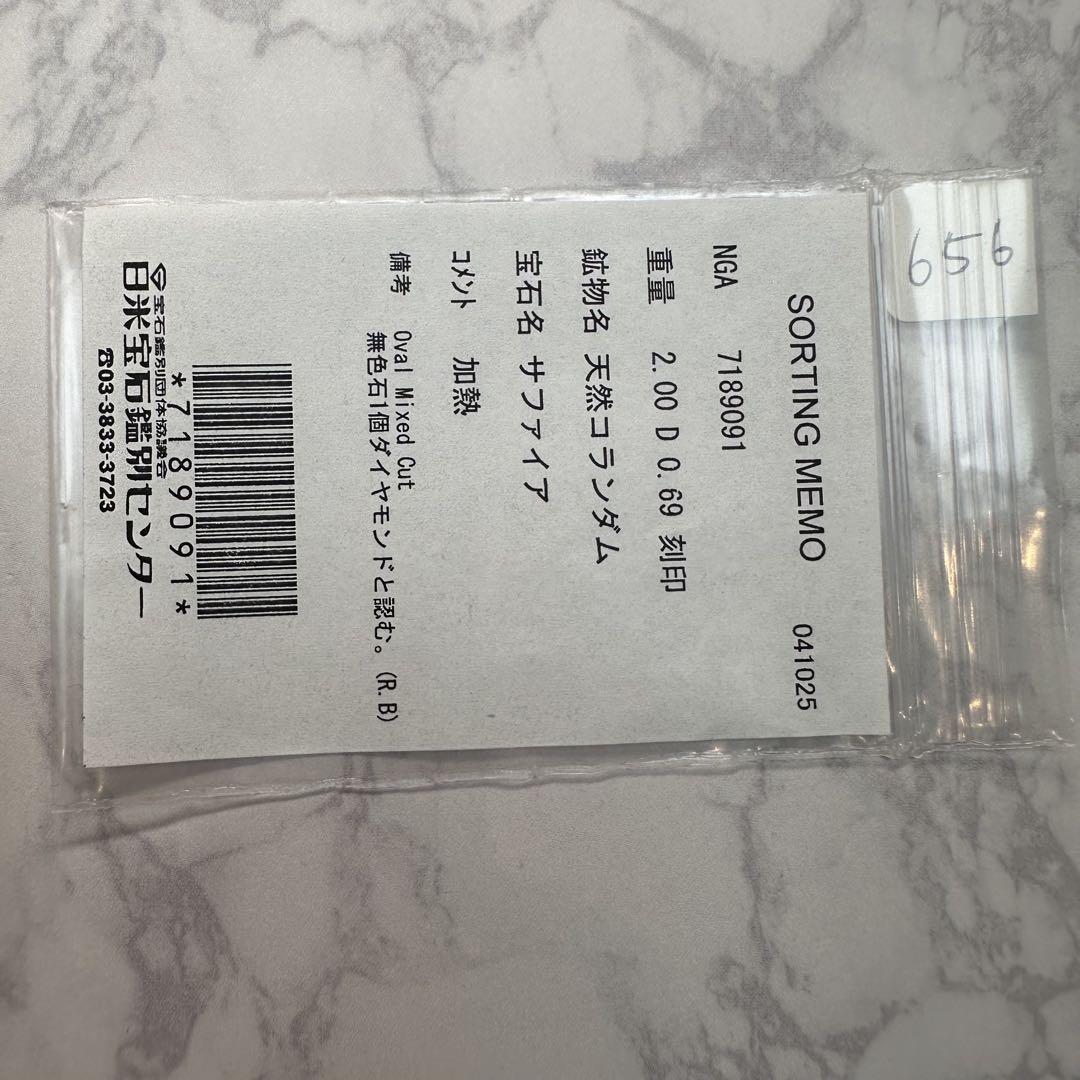 656
SORTING MEMO 041025
NGA 7189091
重量 2.00 D 0.69 刻印
鉱物名 天然コランダム
宝石名 サファイア
コメント 加熱
備考 Oval Mixed Cut
無色石1個ダイヤモンドと認む。(R.B)
*7189091*
宝石鑑別団体協議会
日米宝石鑑別センター
☎03-3833-3723